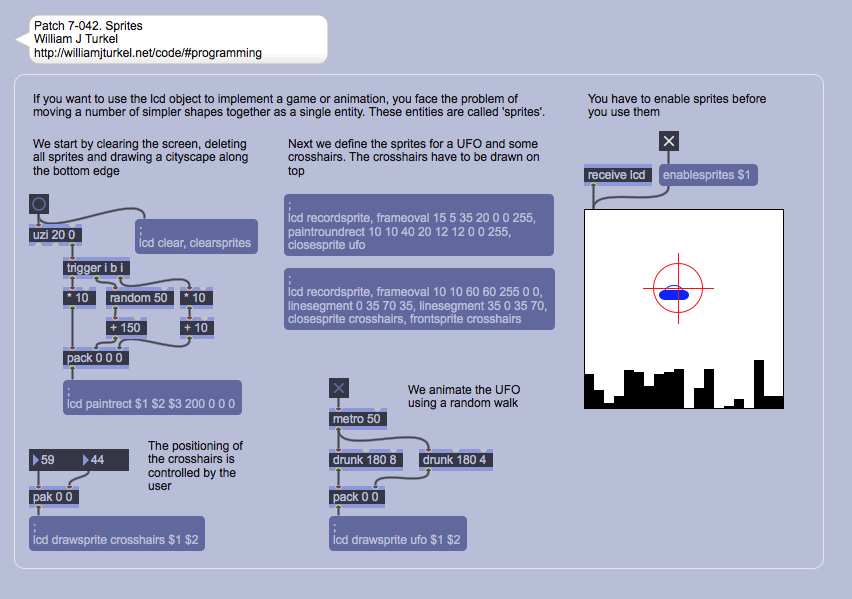 Patch 7-042. Sprites
William J Turkel
http://williamjturkel.net/code/#programming
If you want to use the lcd object to implement a game or animation, you face the problem of
moving a number of simpler shapes together as a single entity. These entities are called 'sprites'.
You have to enable sprites before
you use them
We start by clearing the screen, deleting
all sprites and drawing a cityscape along
the bottom edge
Next we define the sprites for a UFO and some
crosshairs. The crosshairs have to be drawn on
top
receive lcd
enablesprites $1
uzi 20 0
;
lcd clear, clearsprites
trigger i b i
* 10
random 50
* 10
+ 150
+ 10
pack 0 0 0
;
lcd paintrect $1 $2 $3 200 0 0 0
;
lcd recordsprite, frameoval 15 5 35 20 0 0 255,
paintroundrect 10 10 40 20 12 12 0 0 255,
closesprite ufo
;
lcd recordsprite, frameoval 10 10 60 60 255 0 0,
linesegment 0 35 70 35, linesegment 35 0 35 70,
closesprite crosshairs, frontsprite crosshairs
59
44
The positioning of
the crosshairs is
controlled by the
user
pak 0 0
;
lcd drawsprite crosshairs $1 $2
We animate the UFO
using a random walk
metro 50
drunk 180 8
drunk 180 4
pack 0 0
;
lcd drawsprite ufo $1 $2